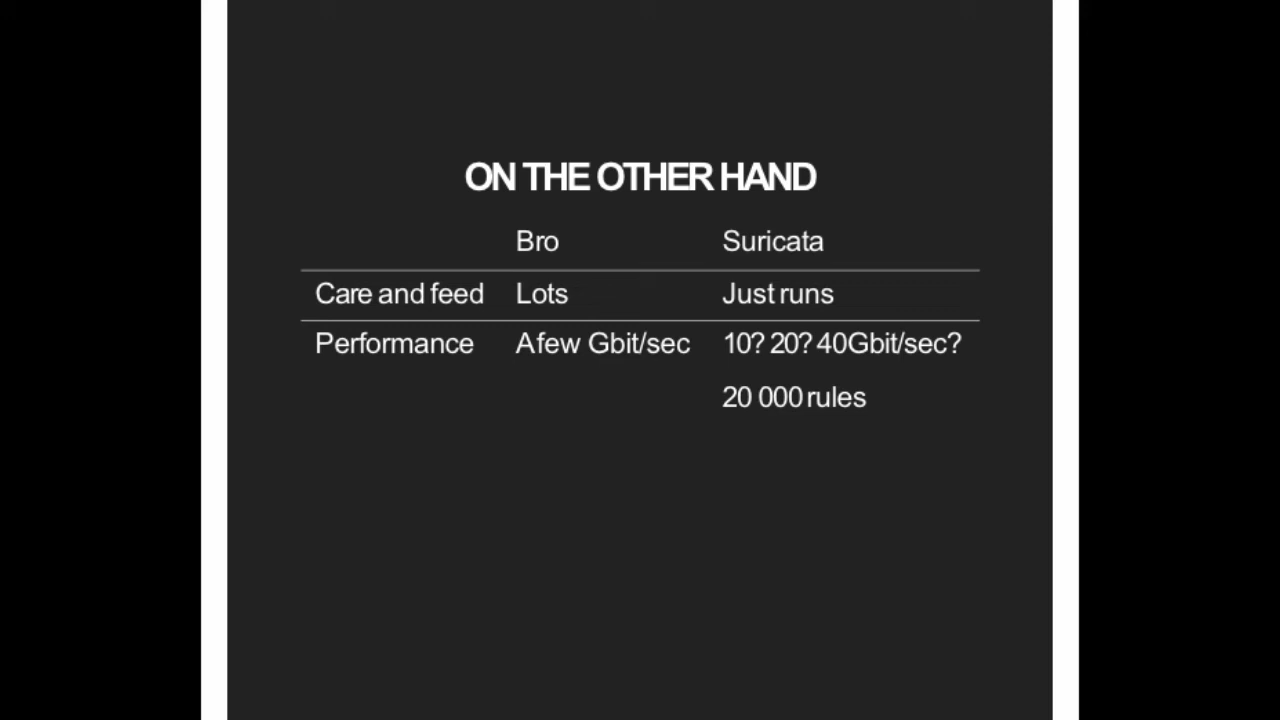 ON THE OTHER HAND
Bro Suricata
Care and feed Lots Just runs
Performance A few Gbit/sec 10? 20? 40Gbit/sec?
20 000 rules